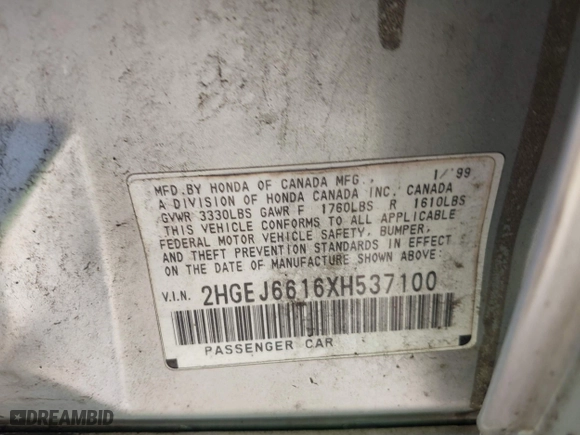 MFD.BY HONDA OF CANADA MFG., 1/'99
A DIVISION OF HONDA CANADA INC. CANADA
GVWR 3330LBS GAWR F 1760LBS R 1610LBS
THIS VEHICLE CONFORMS TO ALL APPLICABLE
FEDERAL MOTOR VEHICLE SAFETY, BUMPER,
AND THEFT PREVENTION STANDARDS IN EFFECT
ON THE DATE OF MANUFACTURE SHOWN ABOVE:
V.I.N. 2HGEJ6616XH537100
PASSENGER CAR
DREAMBID